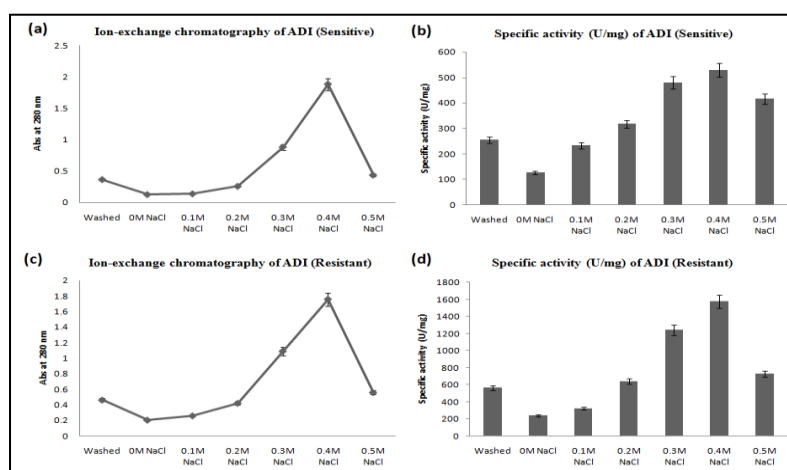 (a)
Ion-exchange chromatography of ADI (Sensitive)
2.5
2
1.5
1
0.5
0
Abs at 280 nm
Washed
0M NaCl
0.1M
NaCl
0.2M
NaCl
0.3M
NaCl
0.4M
NaCl
0.5M
NaCl
(b)
Specific activity (U/mg) of ADI (Sensitive)
600
500
400
300
200
100
0
Specific activity (U/mg)
Washed
0M NaCl
0.1M
NaCl
0.2M
NaCl
0.3M
NaCl
0.4M
NaCl
0.5M
NaCl
(c)
Ion-exchange chromatography of ADI (Resistant)
2
1.8
1.6
1.4
1.2
1
0.8
0.6
0.4
0.2
0
Abs at 280 nm
Washed
0M NaCl
0.1M
NaCl
0.2M
NaCl
0.3M
NaCl
0.4M
NaCl
0.5M
NaCl
(d)
Specific activity (U/mg) of ADI (Resistant)
1800
1600
1400
1200
1000
800
600
400
200
0
Specific activity (U/mg)
Washed
0M NaCl
0.1M
NaCl
0.2M
NaCl
0.3M
NaCl
0.4M
NaCl
0.5M
NaCl